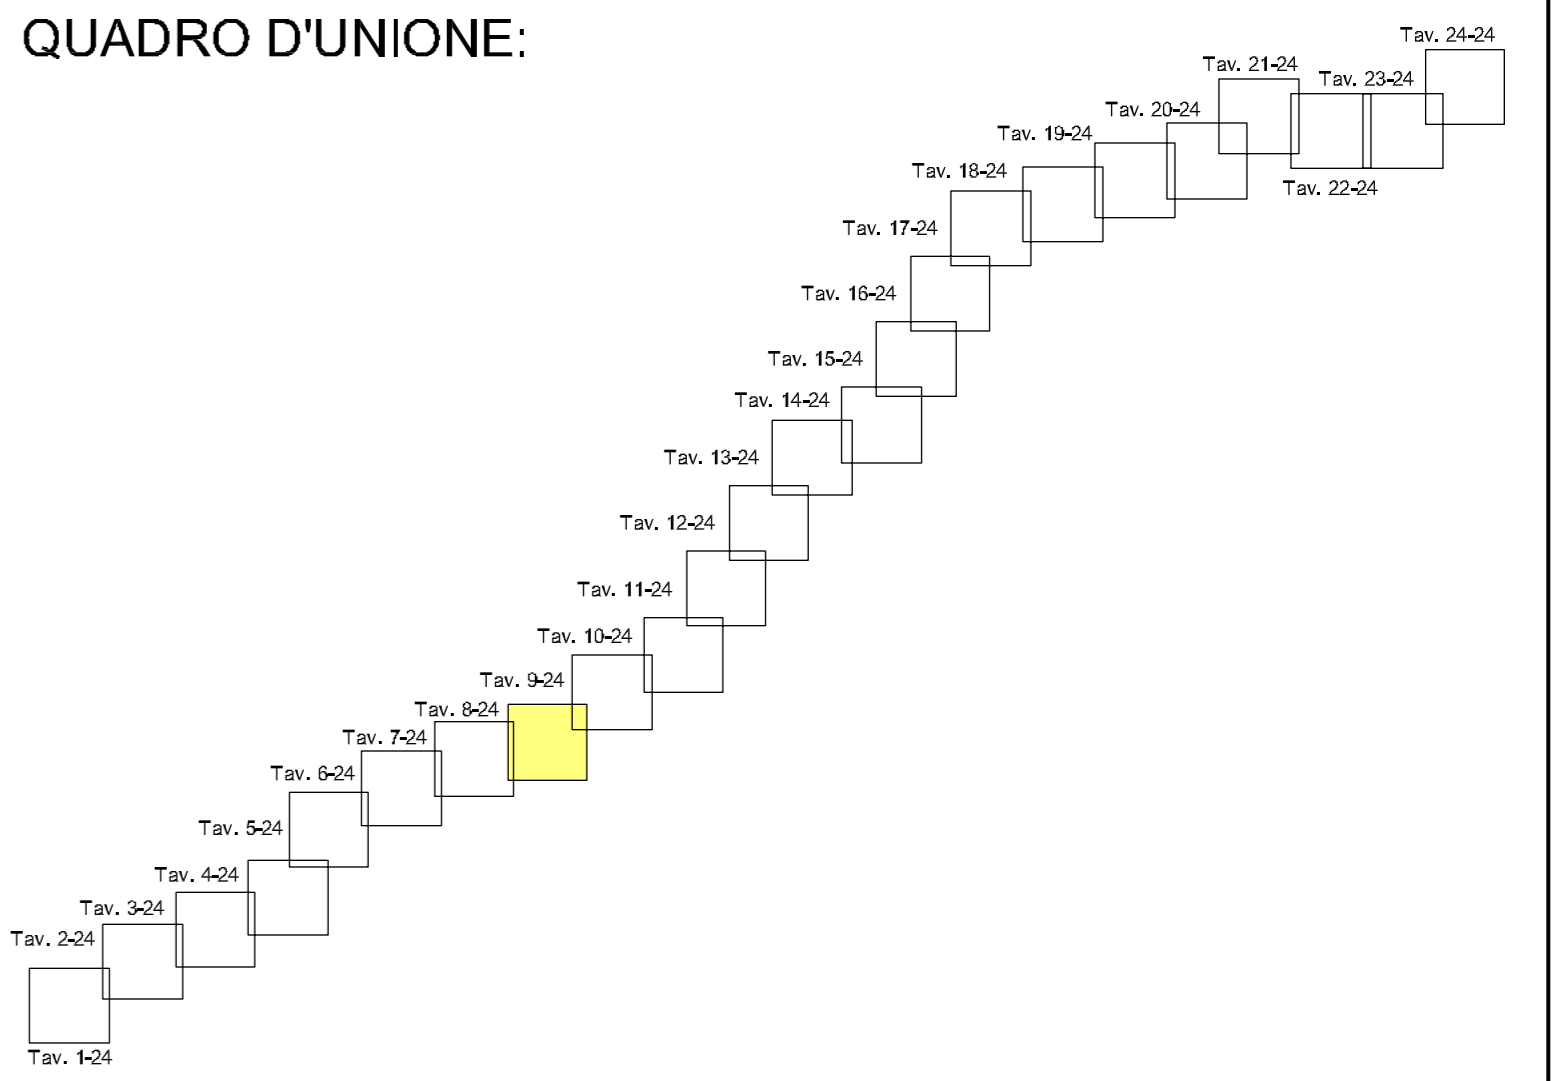 QUADRO D'UNIONE:
Tav. 24-24
Tav. 21-24
Tav. 23-24
Tav. 20-24
Tav. 19-24
Tav. 18-24
Tav. 22-24
Tav. 17-24
Tav. 16-24
Tav. 15-24
Tav. 14-24
Tav. 13-24
Tav. 12-24
Tav. 11-24
Tav. 10-24
Tav. 9-24
Tav. 8-24
Tav. 7-24
Tav. 6-24
Tav. 5-24
Tav. 4-24
Tav. 3-24
Tav. 2-24
Tav. 1-24